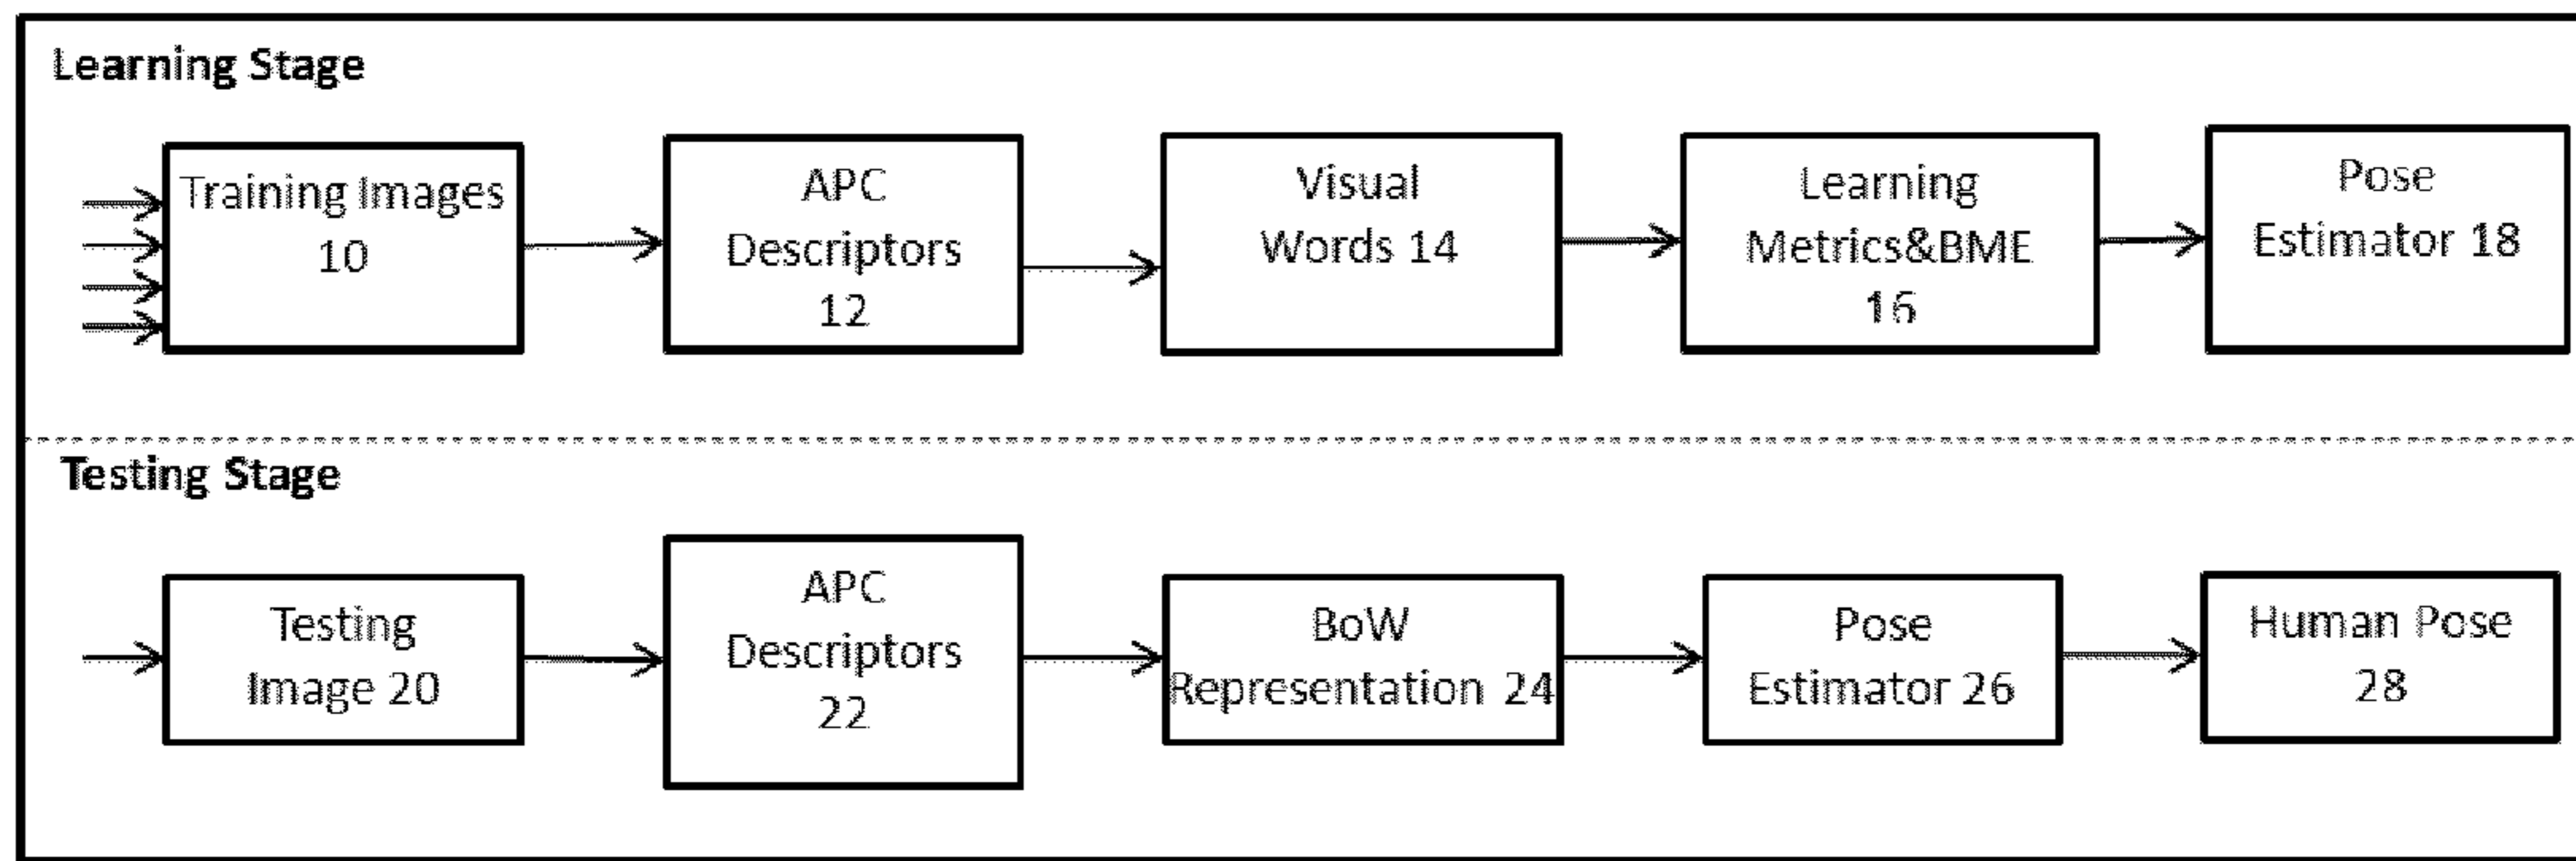 Learning Stage
Training Images
10
APC
Descriptors
12
Visual
Words 14
Learning
Metrics&BME
16
Pose
Estimator 18
Testing Stage
Testing
Image 20
APC
Descriptors
22
BoW
Representation 24
Pose
Estimator 26
Human Pose
28